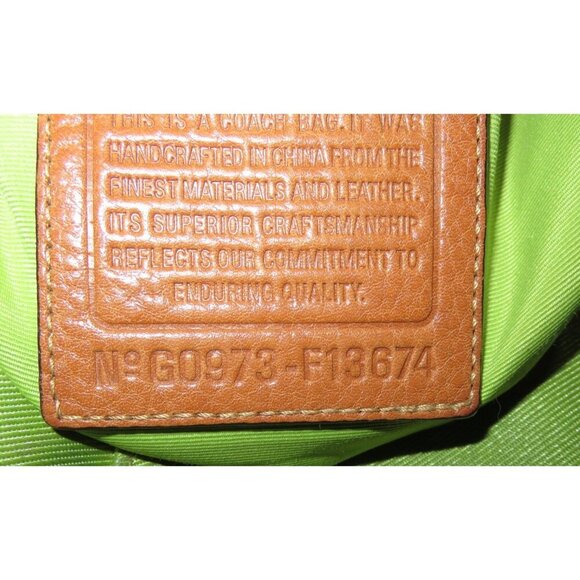 THIS IS A COACH BAG. IT WAS
HANDCRAFTED IN CHINA FROM THE
FINEST MATERIALS AND LEATHER.
ITS SUPERIOR CRAFTSMANSHIP
REFLECTS OUR COMMITMENT TO
ENDURING QUALITY.
Nº G0973-F13674